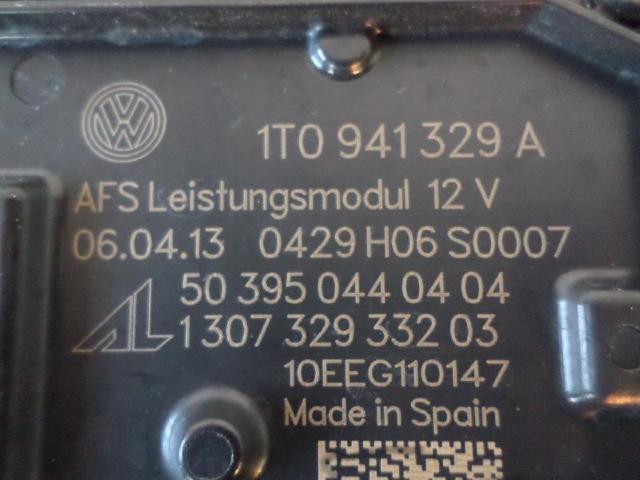 1T0 941 329 A
AFS Leistungsmodul 12 V
06.04.13 0429 H06 S0007
50 395 044 04 04
AL
1 307 329 332 03
10EEG110147
Made in Spain